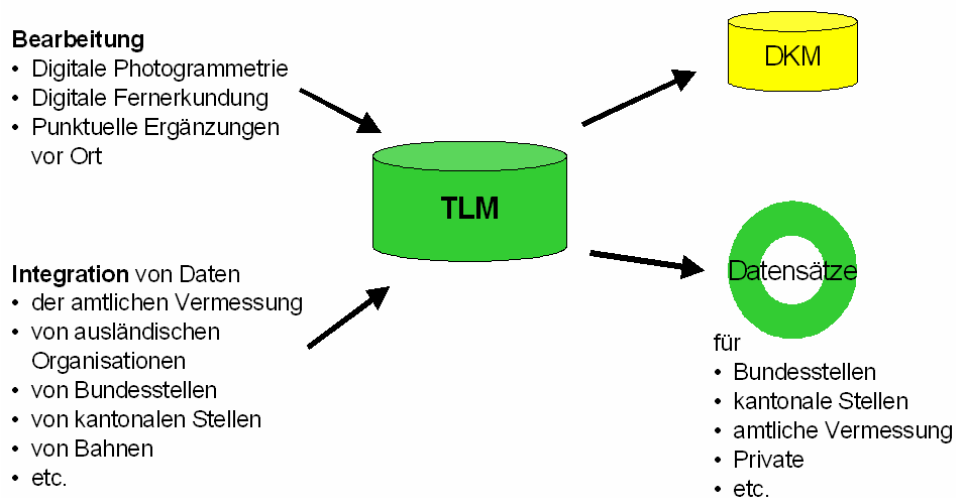 Bearbeitung
• Digitale Photogrammetrie
• Digitale Fernerkundung
• Punktuelle Ergänzungen
vor Ort
Integration von Daten
• der amtlichen Vermessung
• von ausländischen
Organisationen
• von Bundesstellen
• von kantonalen Stellen
• von Bahnen
• etc.
TLM
DKM
Datensätze
für
• Bundesstellen
• kantonale Stellen
• amtliche Vermessung
• Private
• etc.